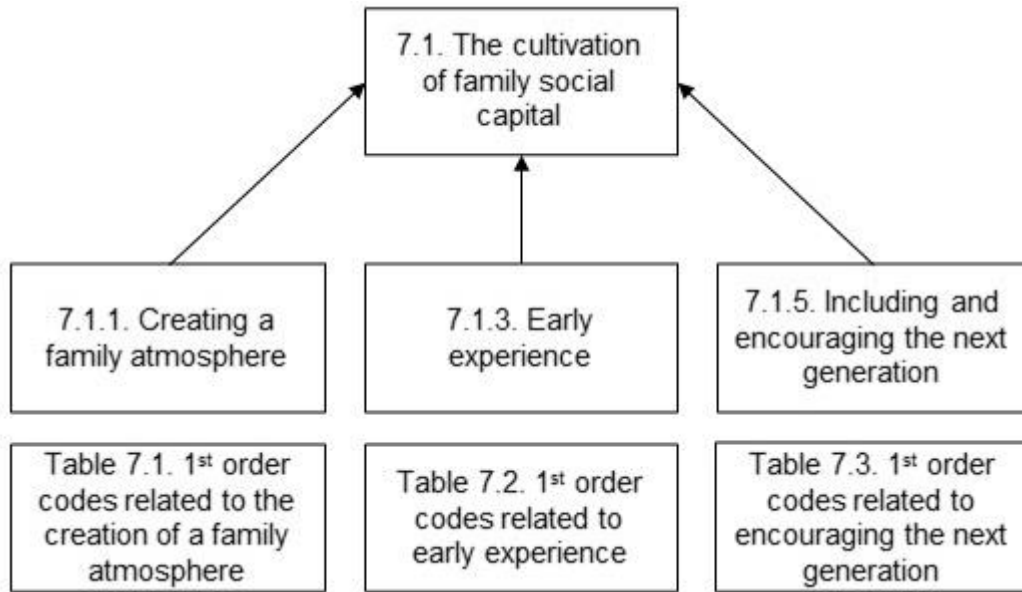 7.1. The cultivation
of family social
capital
7.1.1. Creating a
family atmosphere
7.1.3. Early
experience
7.1.5. Including and
encouraging the next
generation
Table 7.1. 1st order
codes related to the
creation of a family
atmosphere
Table 7.2. 1st order
codes related to
early experience
Table 7.3. 1st order
codes related to
encouraging the next
generation